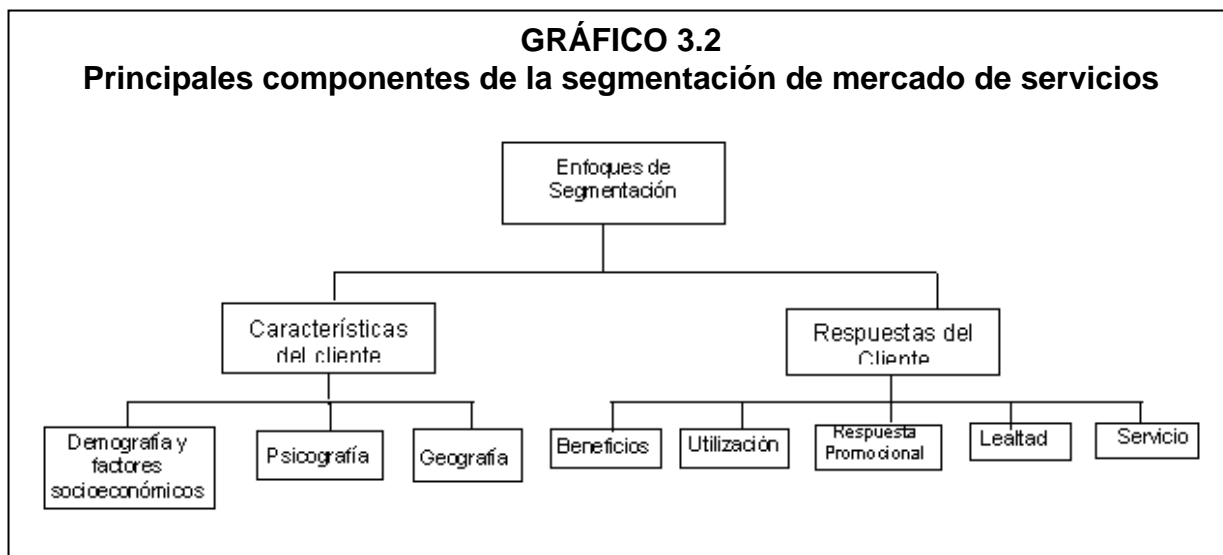 GRÁFICO 3.2
Principales componentes de la segmentación de mercado de servicios
Enfoques de
Segmentación
Características
del cliente
Respuestas del
Cliente
Demografía y
factores
socioeconómicos
Psicografía
Geografía
Beneficios
Utilización
Respuesta
Promocional
Lealtad
Servicio